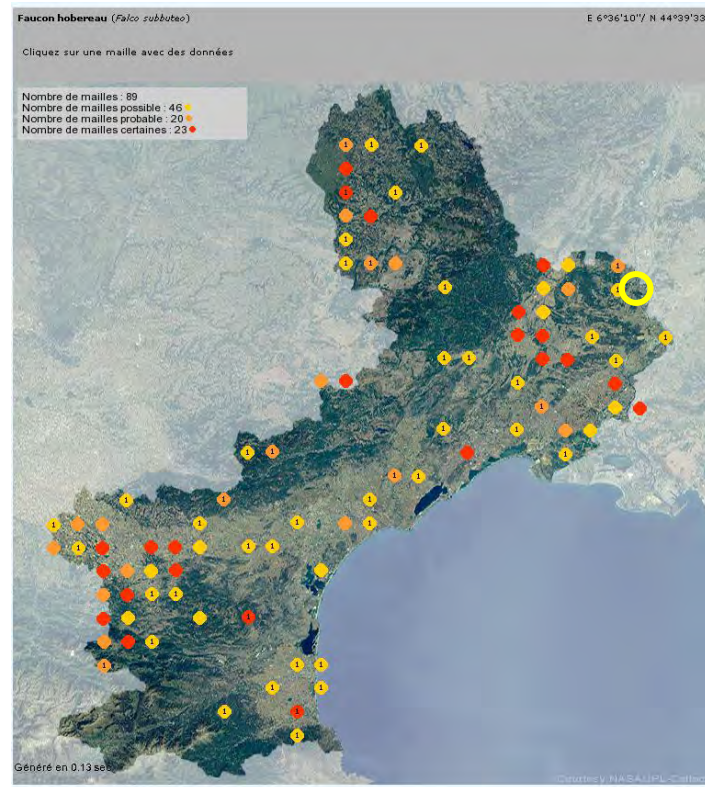 Faucon hobereau (Falco subbuteo) E 6°36'10"/ N 44°39'33
Cliquez sur une maille avec des données
Nombre de mailles : 89
Nombre de mailles possible : 46
Nombre de mailles probable : 20
Nombre de mailles certaines : 23
Généré en 0.13 sec